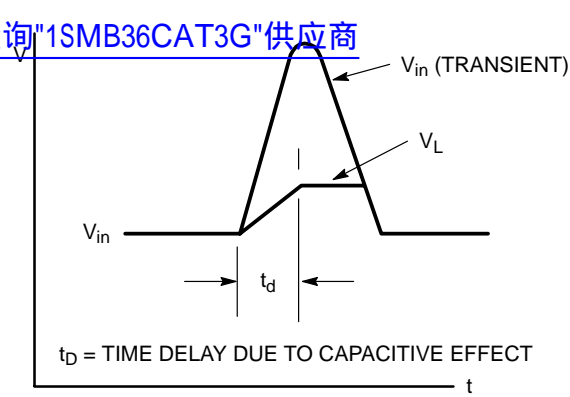 询"1SMB36CAT3G"供应商
V
Vin (TRANSIENT)
VL
Vin
td
tD = TIME DELAY DUE TO CAPACITIVE EFFECT
t